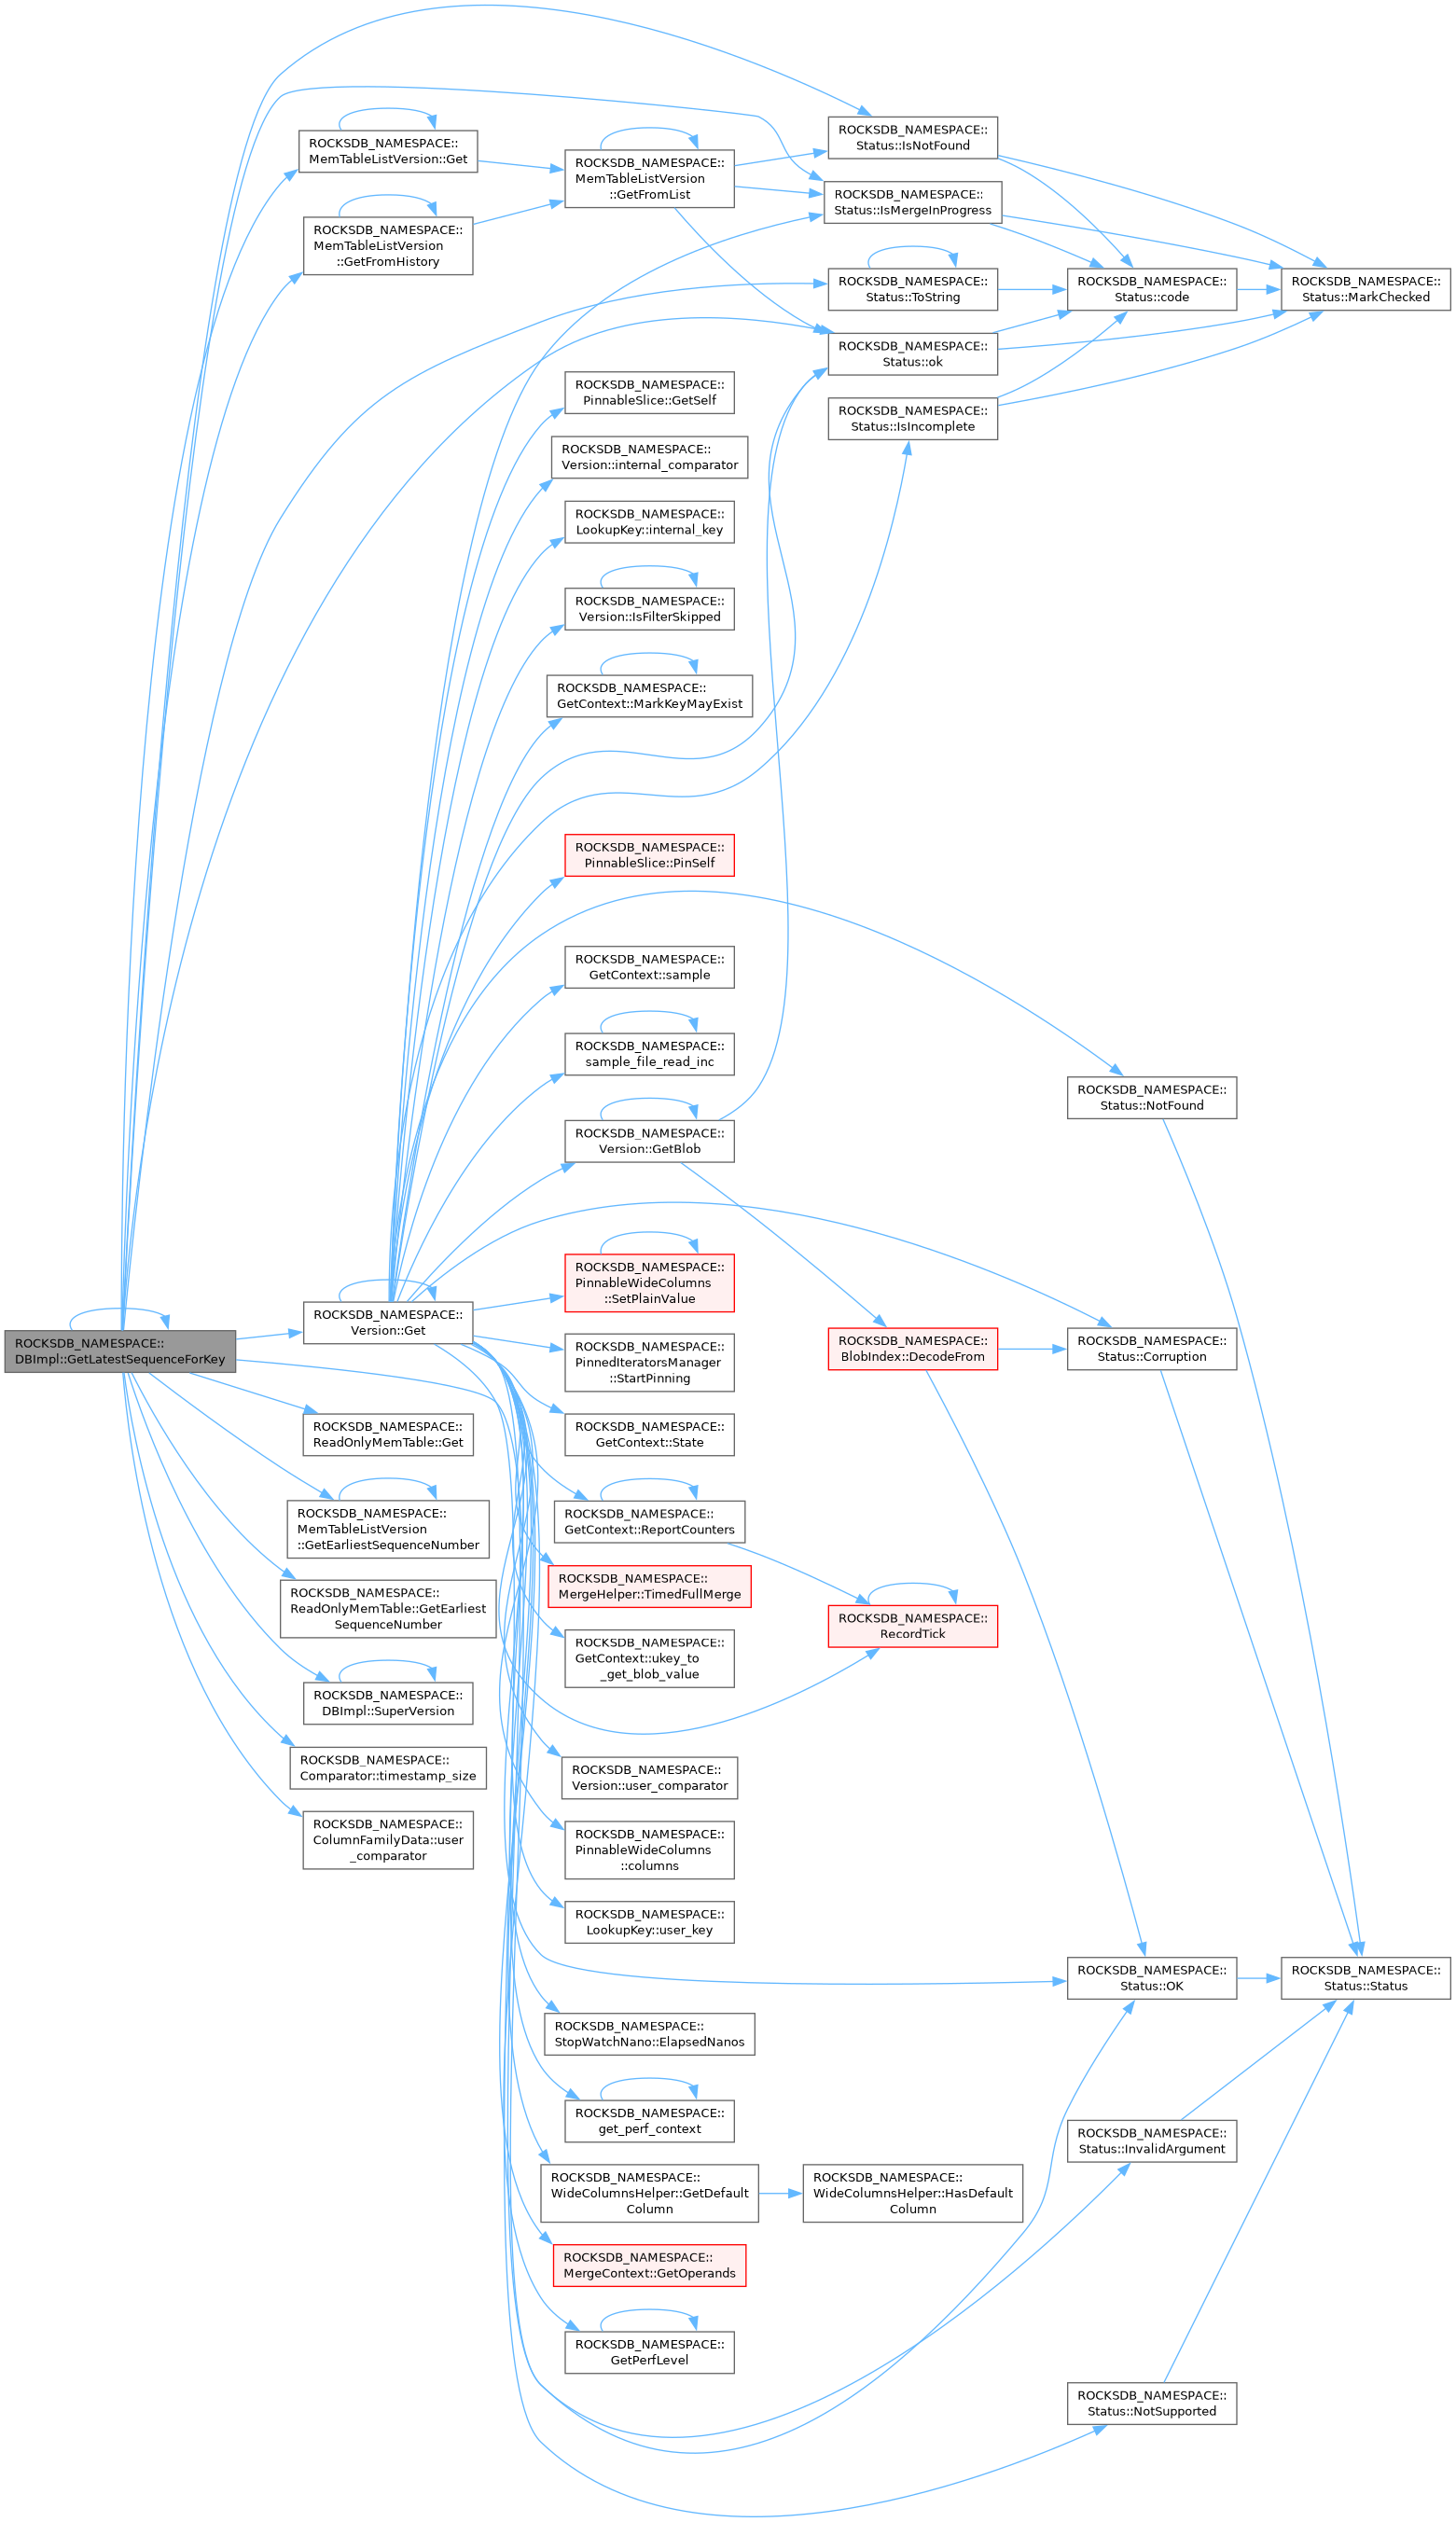 ROCKSDB_NAMESPACE::
DBImpl::GetLatestSequenceForKey
ROCKSDB_NAMESPACE::
MemTableListVersion::Get
ROCKSDB_NAMESPACE::
MemTableListVersion
::GetFromHistory
ROCKSDB_NAMESPACE::
Version::Get
ROCKSDB_NAMESPACE::
ReadOnlyMemTable::Get
ROCKSDB_NAMESPACE::
MemTableListVersion
::GetEarliestSequenceNumber
ROCKSDB_NAMESPACE::
ReadOnlyMemTable::GetEarliest
SequenceNumber
ROCKSDB_NAMESPACE::
DBImpl::SuperVersion
ROCKSDB_NAMESPACE::
Comparator::timestamp_size
ROCKSDB_NAMESPACE::
ColumnFamilyData::user
_comparator
ROCKSDB_NAMESPACE::
MemTableListVersion
::GetFromList
ROCKSDB_NAMESPACE::
PinnableSlice::GetSelf
ROCKSDB_NAMESPACE::
Version::internal_comparator
ROCKSDB_NAMESPACE::
LookupKey::internal_key
ROCKSDB_NAMESPACE::
Version::IsFilterSkipped
ROCKSDB_NAMESPACE::
GetContext::MarkKeyMayExist
ROCKSDB_NAMESPACE::
PinnableSlice::PinSelf
ROCKSDB_NAMESPACE::
GetContext::sample
ROCKSDB_NAMESPACE::
sample_file_read_inc
ROCKSDB_NAMESPACE::
Version::GetBlob
ROCKSDB_NAMESPACE::
PinnableWideColumns
::SetPlainValue
ROCKSDB_NAMESPACE::
PinnedIteratorsManager
::StartPinning
ROCKSDB_NAMESPACE::
GetContext::State
ROCKSDB_NAMESPACE::
GetContext::ReportCounters
ROCKSDB_NAMESPACE::
MergeHelper::TimedFullMerge
ROCKSDB_NAMESPACE::
GetContext::ukey_to
_get_blob_value
ROCKSDB_NAMESPACE::
Version::user_comparator
ROCKSDB_NAMESPACE::
PinnableWideColumns
::columns
ROCKSDB_NAMESPACE::
LookupKey::user_key
ROCKSDB_NAMESPACE::
StopWatchNano::ElapsedNanos
ROCKSDB_NAMESPACE::
get_perf_context
ROCKSDB_NAMESPACE::
WideColumnsHelper::GetDefault
Column
ROCKSDB_NAMESPACE::
MergeContext::GetOperands
ROCKSDB_NAMESPACE::
GetPerfLevel
ROCKSDB_NAMESPACE::
Status::IsNotFound
ROCKSDB_NAMESPACE::
Status::IsMergeInProgress
ROCKSDB_NAMESPACE::
Status::ToString
ROCKSDB_NAMESPACE::
Status::ok
ROCKSDB_NAMESPACE::
Status::IsIncomplete
ROCKSDB_NAMESPACE::
BlobIndex::DecodeFrom
ROCKSDB_NAMESPACE::
RecordTick
ROCKSDB_NAMESPACE::
WideColumnsHelper::HasDefault
Column
ROCKSDB_NAMESPACE::
Status::code
ROCKSDB_NAMESPACE::
Status::NotFound
ROCKSDB_NAMESPACE::
Status::Corruption
ROCKSDB_NAMESPACE::
Status::OK
ROCKSDB_NAMESPACE::
Status::InvalidArgument
ROCKSDB_NAMESPACE::
Status::NotSupported
ROCKSDB_NAMESPACE::
Status::MarkChecked
ROCKSDB_NAMESPACE::
Status::Status